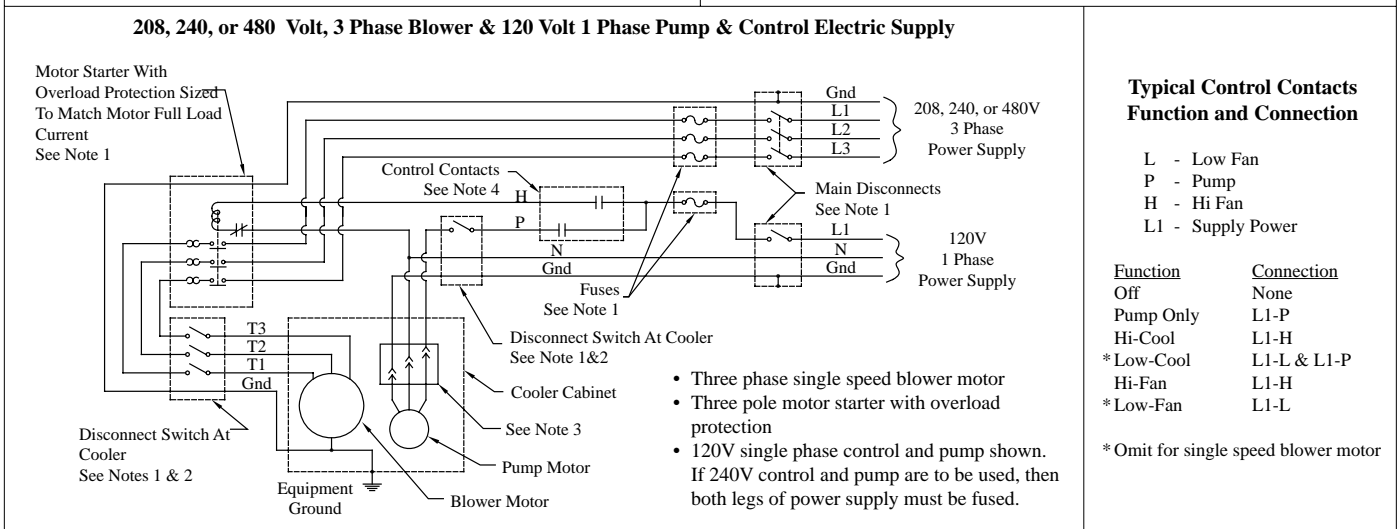 208, 240, or 480 Volt, 3 Phase Blower & 120 Volt 1 Phase Pump & Control Electric Supply
Motor Starter With
Overload Protection Sized
To Match Motor Full Load
Current
See Note 1
Gnd
L1
L2
L3
208, 240, or 480V
3 Phase
Power Supply
Control Contacts
See Note 4
H
P
N
Gnd
Main Disconnects
See Note 1
L1
N
Gnd
120V
1 Phase
Power Supply
Fuses
See Note 1
Disconnect Switch At Cooler
See Note 1&2
T3
T2
T1
Gnd
Cooler Cabinet
See Note 3
Pump Motor
Blower Motor
Equipment
Ground
Disconnect Switch At
Cooler
See Notes 1 & 2
• Three phase single speed blower motor
• Three pole motor starter with overload
protection
• 120V single phase control and pump shown.
If 240V control and pump are to be used, then
both legs of power supply must be fused.
Typical Control Contacts
Function and Connection
L - Low Fan
P - Pump
H - Hi Fan
L1 - Supply Power
Function Connection
Off None
Pump Only L1-P
Hi-Cool L1-H
* Low-Cool L1-L & L1-P
Hi-Fan L1-H
* Low-Fan L1-L
* Omit for single speed blower motor